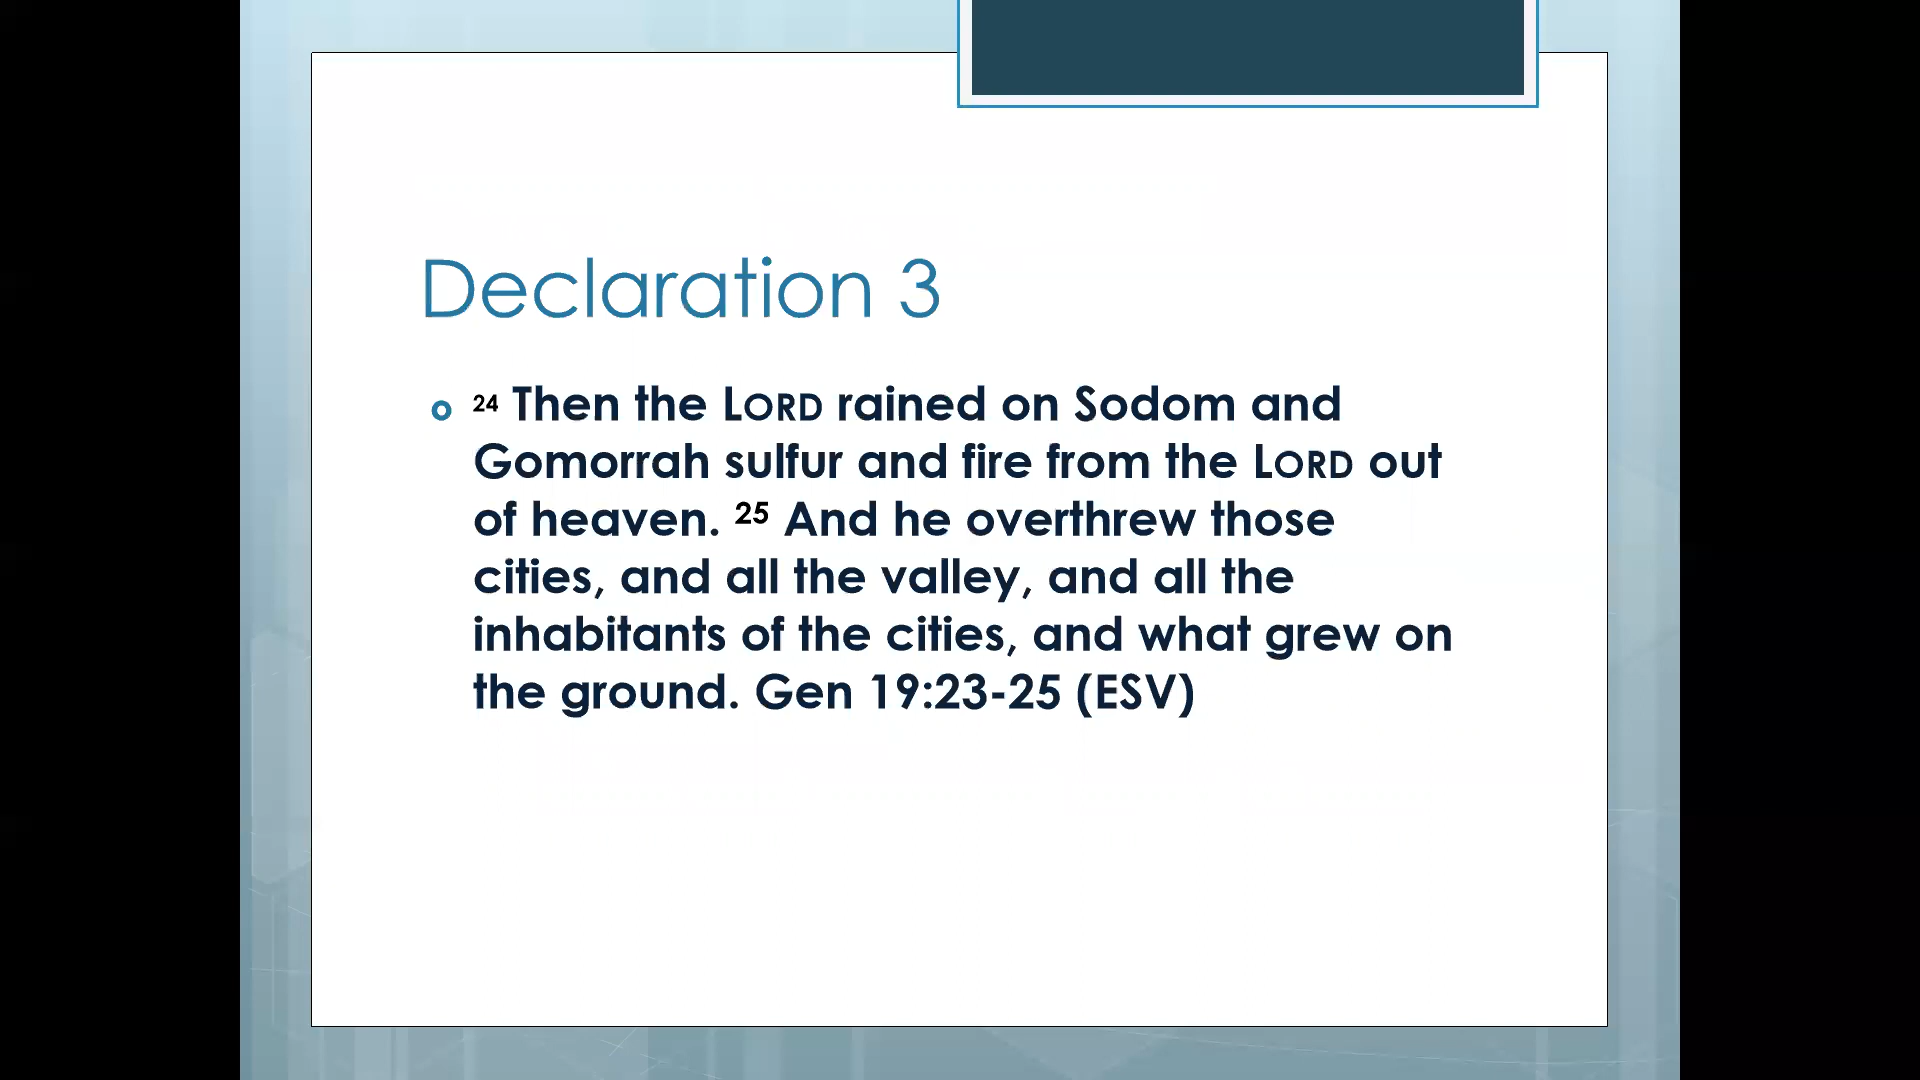 Declaration 3
24 Then the LORD rained on Sodom and
Gomorrah sulfur and fire from the LORD out
of heaven. 25 And he overthrew those
cities, and all the valley, and all the
inhabitants of the cities, and what grew on
the ground. Gen 19:23-25 (ESV)